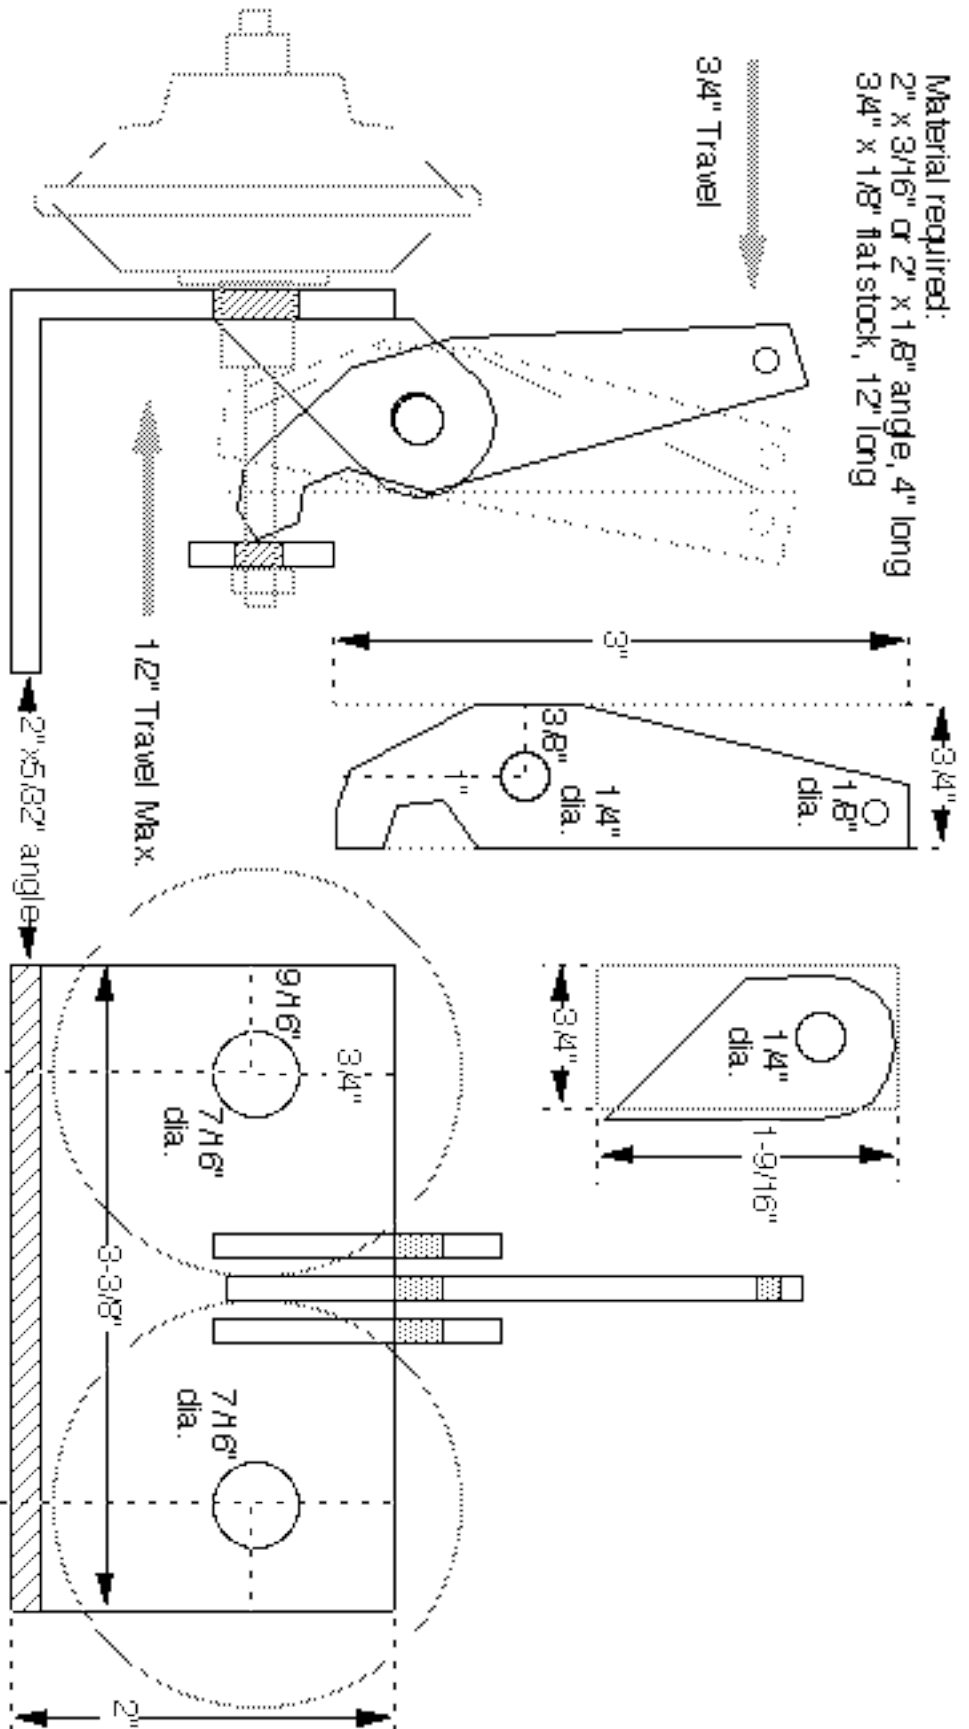 Material required:
2" x 3/16" or 2" x 1/8" angle, 4" long
3/4" x 1/8" flat stock, 12" long
3/4" Travel
1/2" Travel Max.
2"x5/32" angle
3"
3/4"
3/8"
1"
1/4"
dia.
1/8"
dia.
3/4"
1/4"
dia.
1-9/16"
9/16"
3/4"
7/16"
dia.
3-3/8"
7/16"
dia.
2"